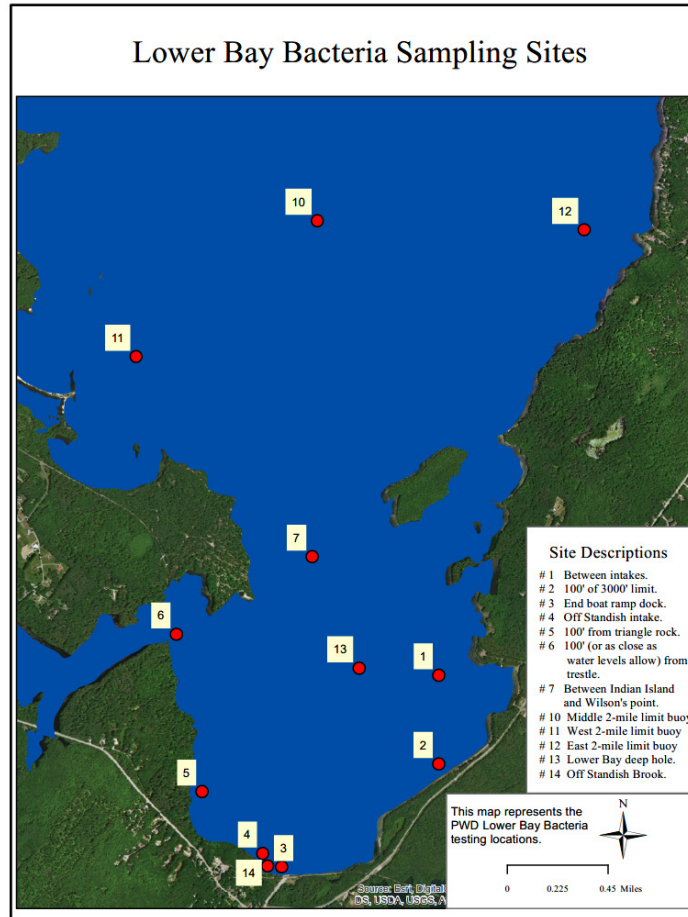 Lower Bay Bacteria Sampling Sites
10
12
11
7
6
13
1
2
5
4
3
14
Site Descriptions
# 1 Between intakes.
# 2 100' of 3000' limit.
# 3 End boat ramp dock.
# 4 Off Standish intake.
# 5 100' from triangle rock.
# 6 100' (or as close as
water levels allow) from
trestle.
# 7 Between Indian Island
and Wilson's point.
# 10 Middle 2-mile limit buoy
# 11 West 2-mile limit buoy
# 12 East 2-mile limit buoy
# 13 Lower Bay deep hole.
# 14 Off Standish Brook.
This map represents the
PWD Lower Bay Bacteria
testing locations.
N
0 0.225 0.45 Miles
Source: Esri, Digital
DS, USDA, USGS, A